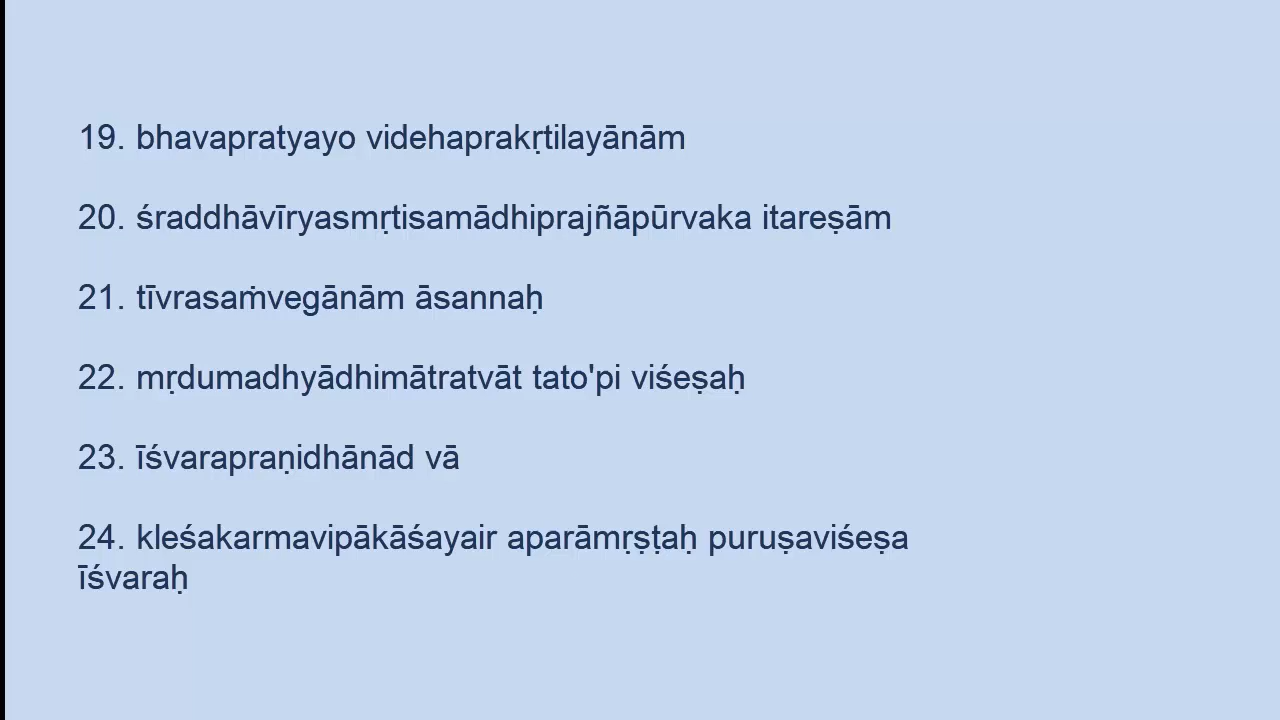 19. bhavapratyayo videhaprakṛtilayānām
20. śraddhāvīryasmṛtisamādhiprajñāpūrvaka itareṣām
21. tīvrasaṁvegānām āsannaḥ
22. mṛdumadhyādhimātratvāt tato'pi viśeṣaḥ
23. īśvarapraṇidhānād vā
24. kleśakarmavipākāśayair aparāmṛṣṭaḥ puruṣaviśeṣa
īśvaraḥ